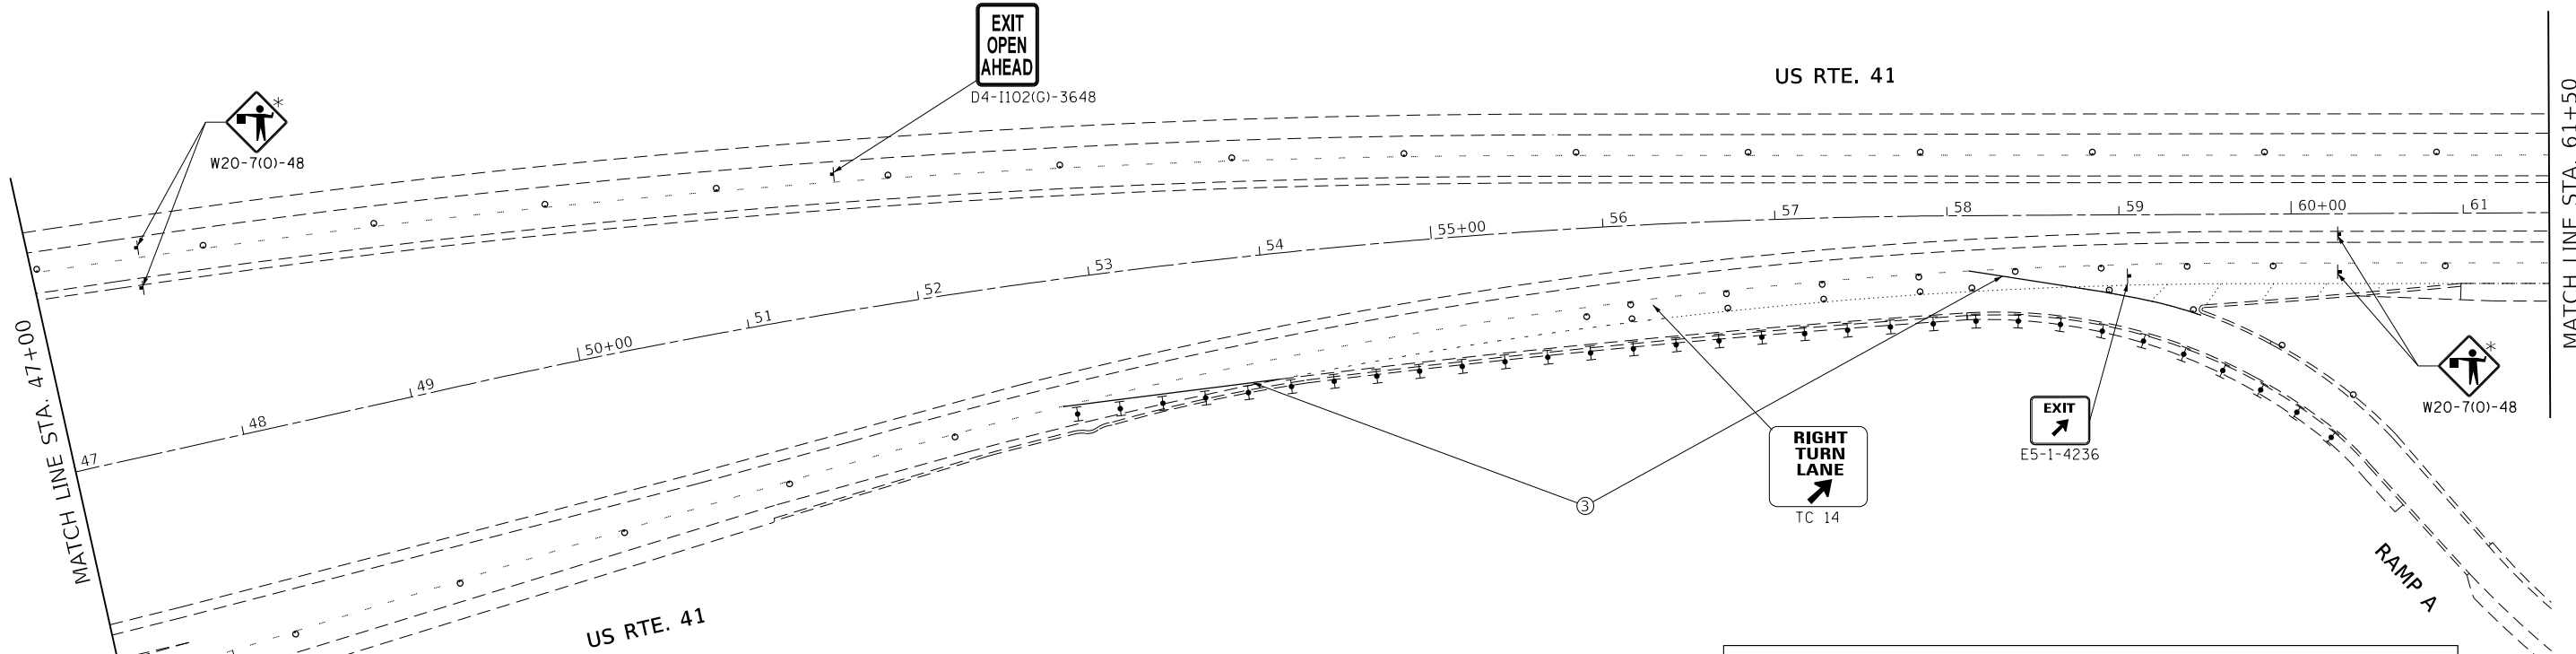 EXIT
OPEN
AHEAD
D4-I102(G)-3648
US RTE. 41
*
W20-7(O)-48
MATCH LINE STA. 61+50
47
48
49
50+00
51
52
53
54
55+00
56
57
58
59
60+00
61
MATCH LINE STA. 47+00
*
W20-7(O)-48
EXIT
E5-1-4236
RIGHT
TURN
LANE
TC 14
3
RAMP A
US RTE. 41